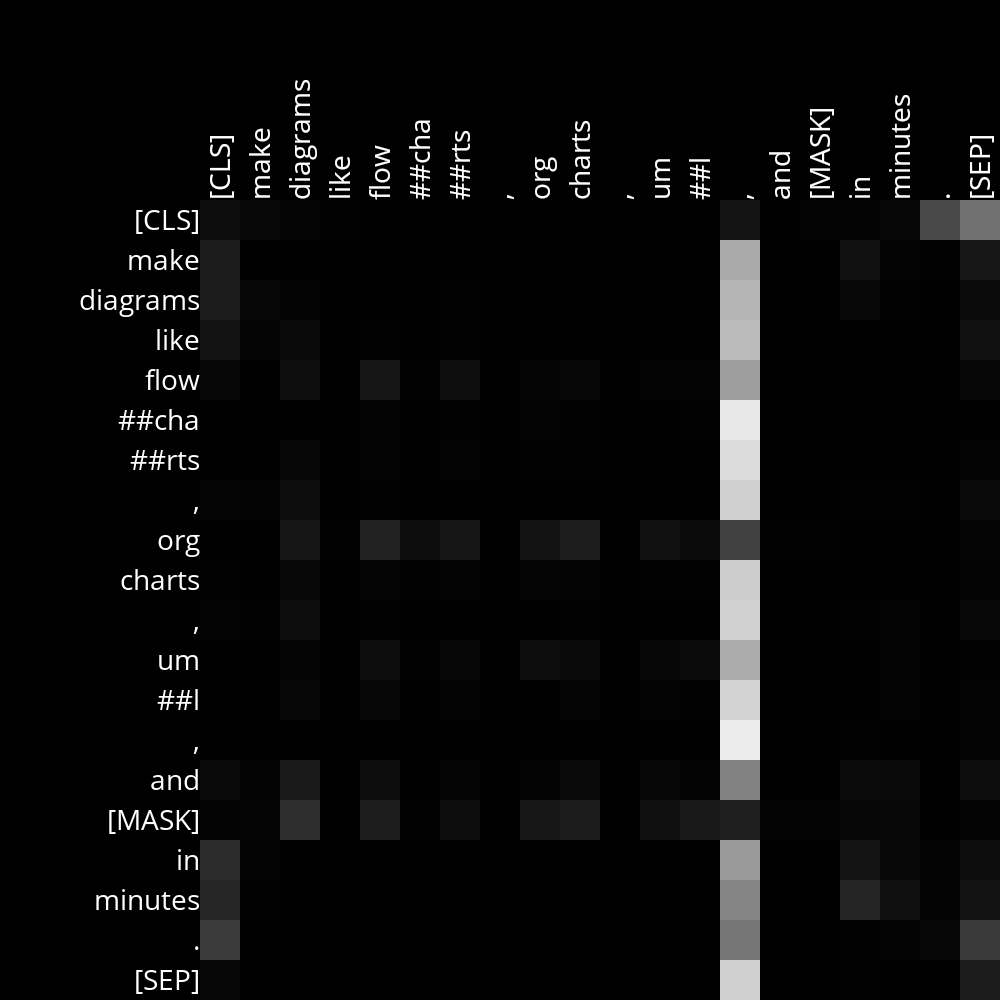 [CLS] make diagrams like flow ##cha ##rts , org charts , um ##l , and [MASK] in minutes . [SEP]
[CLS]
make
diagrams
like
flow
##cha
##rts
,
org
charts
,
um
##l
,
and
[MASK]
in
minutes
.
[SEP]